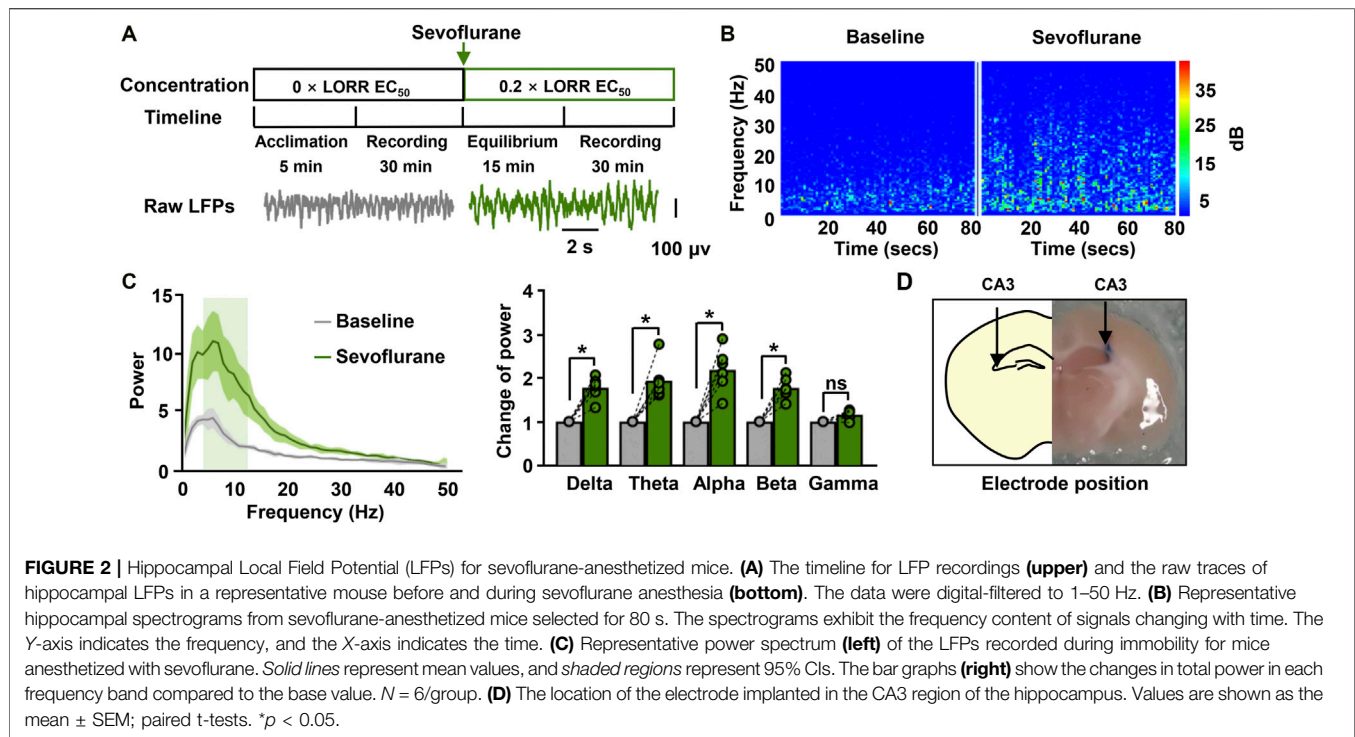 A
Sevoflurane
Concentration
0 × LORR EC50
0.2 × LORR EC50
Timeline
Acclimation Recording Equilibrium Recording
5 min 30 min 15 min 30 min
Raw LFPs
2 s
100 μv
B
Baseline Sevoflurane
Frequency (Hz)
50
40
30
20
10
0
20 40 60 80 20 40 60 80
Time (secs) Time (secs)
35
25
15
5
dB
C
Power
15
10
5
0
Baseline
Sevoflurane
0 10 20 30 40 50
Frequency (Hz)
Change of power
4
3
2
1
0
* * * * ns
Delta Theta Alpha Beta Gamma
D
CA3 CA3
Electrode position
FIGURE 2 | Hippocampal Local Field Potential (LFPs) for sevoflurane-anesthetized mice. (A) The timeline for LFP recordings (upper) and the raw traces of
hippocampal LFPs in a representative mouse before and during sevoflurane anesthesia (bottom). The data were digital-filtered to 1–50 Hz. (B) Representative
hippocampal spectrograms from sevoflurane-anesthetized mice selected for 80 s. The spectrograms exhibit the frequency content of signals changing with time. The
Y-axis indicates the frequency, and the X-axis indicates the time. (C) Representative power spectrum (left) of the LFPs recorded during immobility for mice
anesthetized with sevoflurane. Solid lines represent mean values, and shaded regions represent 95% CIs. The bar graphs (right) show the changes in total power in each
frequency band compared to the base value. N = 6/group. (D) The location of the electrode implanted in the CA3 region of the hippocampus. Values are shown as the
mean ± SEM; paired t-tests. *p < 0.05.